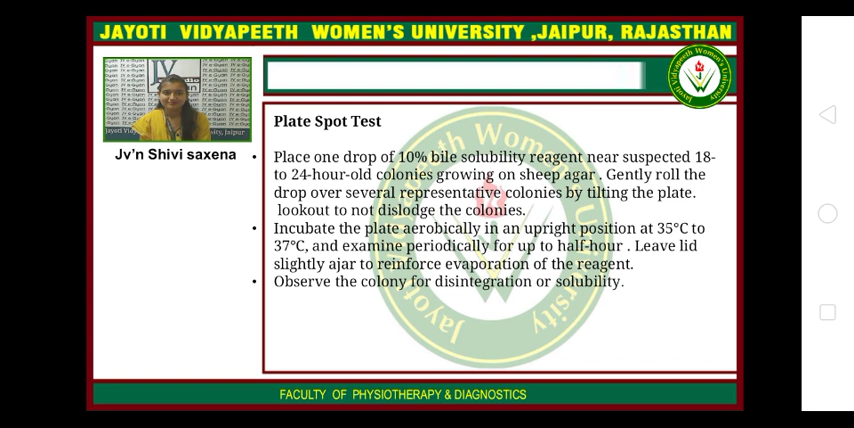 JAYOTI VIDYAPEETH WOMEN'S UNIVERSITY ,JAIPUR, RAJASTHAN
Jv'n Shivi saxena
Plate Spot Test
• Place one drop of 10% bile solubility reagent near suspected 18-
to 24-hour-old colonies growing on sheep agar . Gently roll the
drop over several representative colonies by tilting the plate.
lookout to not dislodge the colonies.
• Incubate the plate aerobically in an upright position at 35°C to
37°C, and examine periodically for up to half-hour . Leave lid
slightly ajar to reinforce evaporation of the reagent.
• Observe the colony for disintegration or solubility.
FACULTY OF PHYSIOTHERAPY & DIAGNOSTICS